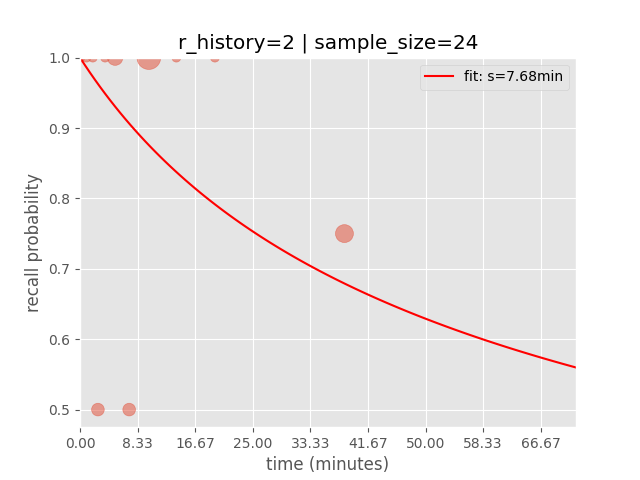 r_history=2 | sample_size=24
fit: s=7.68min
1.0
0.9
0.8
0.7
0.6
0.5
recall probability
0.00 8.33 16.67 25.00 33.33 41.67 50.00 58.33 66.67
time (minutes)